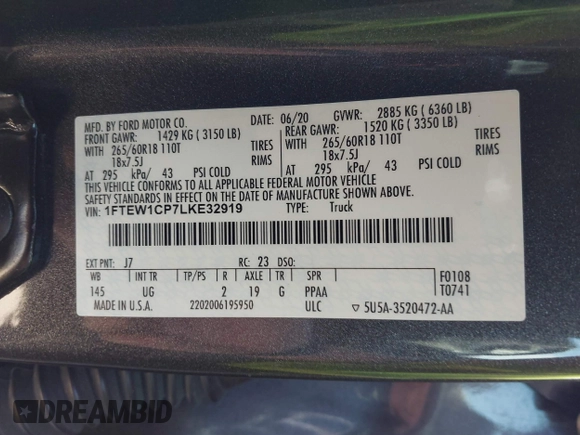 MFD. BY FORD MOTOR CO.
DATE: 06/20 GVWR: 2885 KG ( 6360 LB)
FRONT GAWR: 1429 KG ( 3150 LB)
REAR GAWR: 1520 KG ( 3350 LB)
WITH 265/60R18 110T TIRES
WITH 265/60R18 110T TIRES
18x7.5J RIMS
18x7.5J RIMS
AT 295 kPa/ 43 PSI COLD
AT 295 kPa/ 43 PSI COLD
THIS VEHICLE CONFORMS TO ALL APPLICABLE FEDERAL MOTOR VEHICLE
SAFETY STANDARDS IN EFFECT ON THE DATE OF MANUFACTURE SHOWN ABOVE.
VIN: 1FTEW1CP7LKE32919 TYPE: Truck
EXT PNT: J7 RC: 23 DSO:
WB INT TR TP/PS R AXLE TR SPR F0108
145 UG 2 19 G PPAA T0741
MADE IN U.S.A. 2202006195950 ULC ▽ 5U5A-3520472-AA
DREAMBID